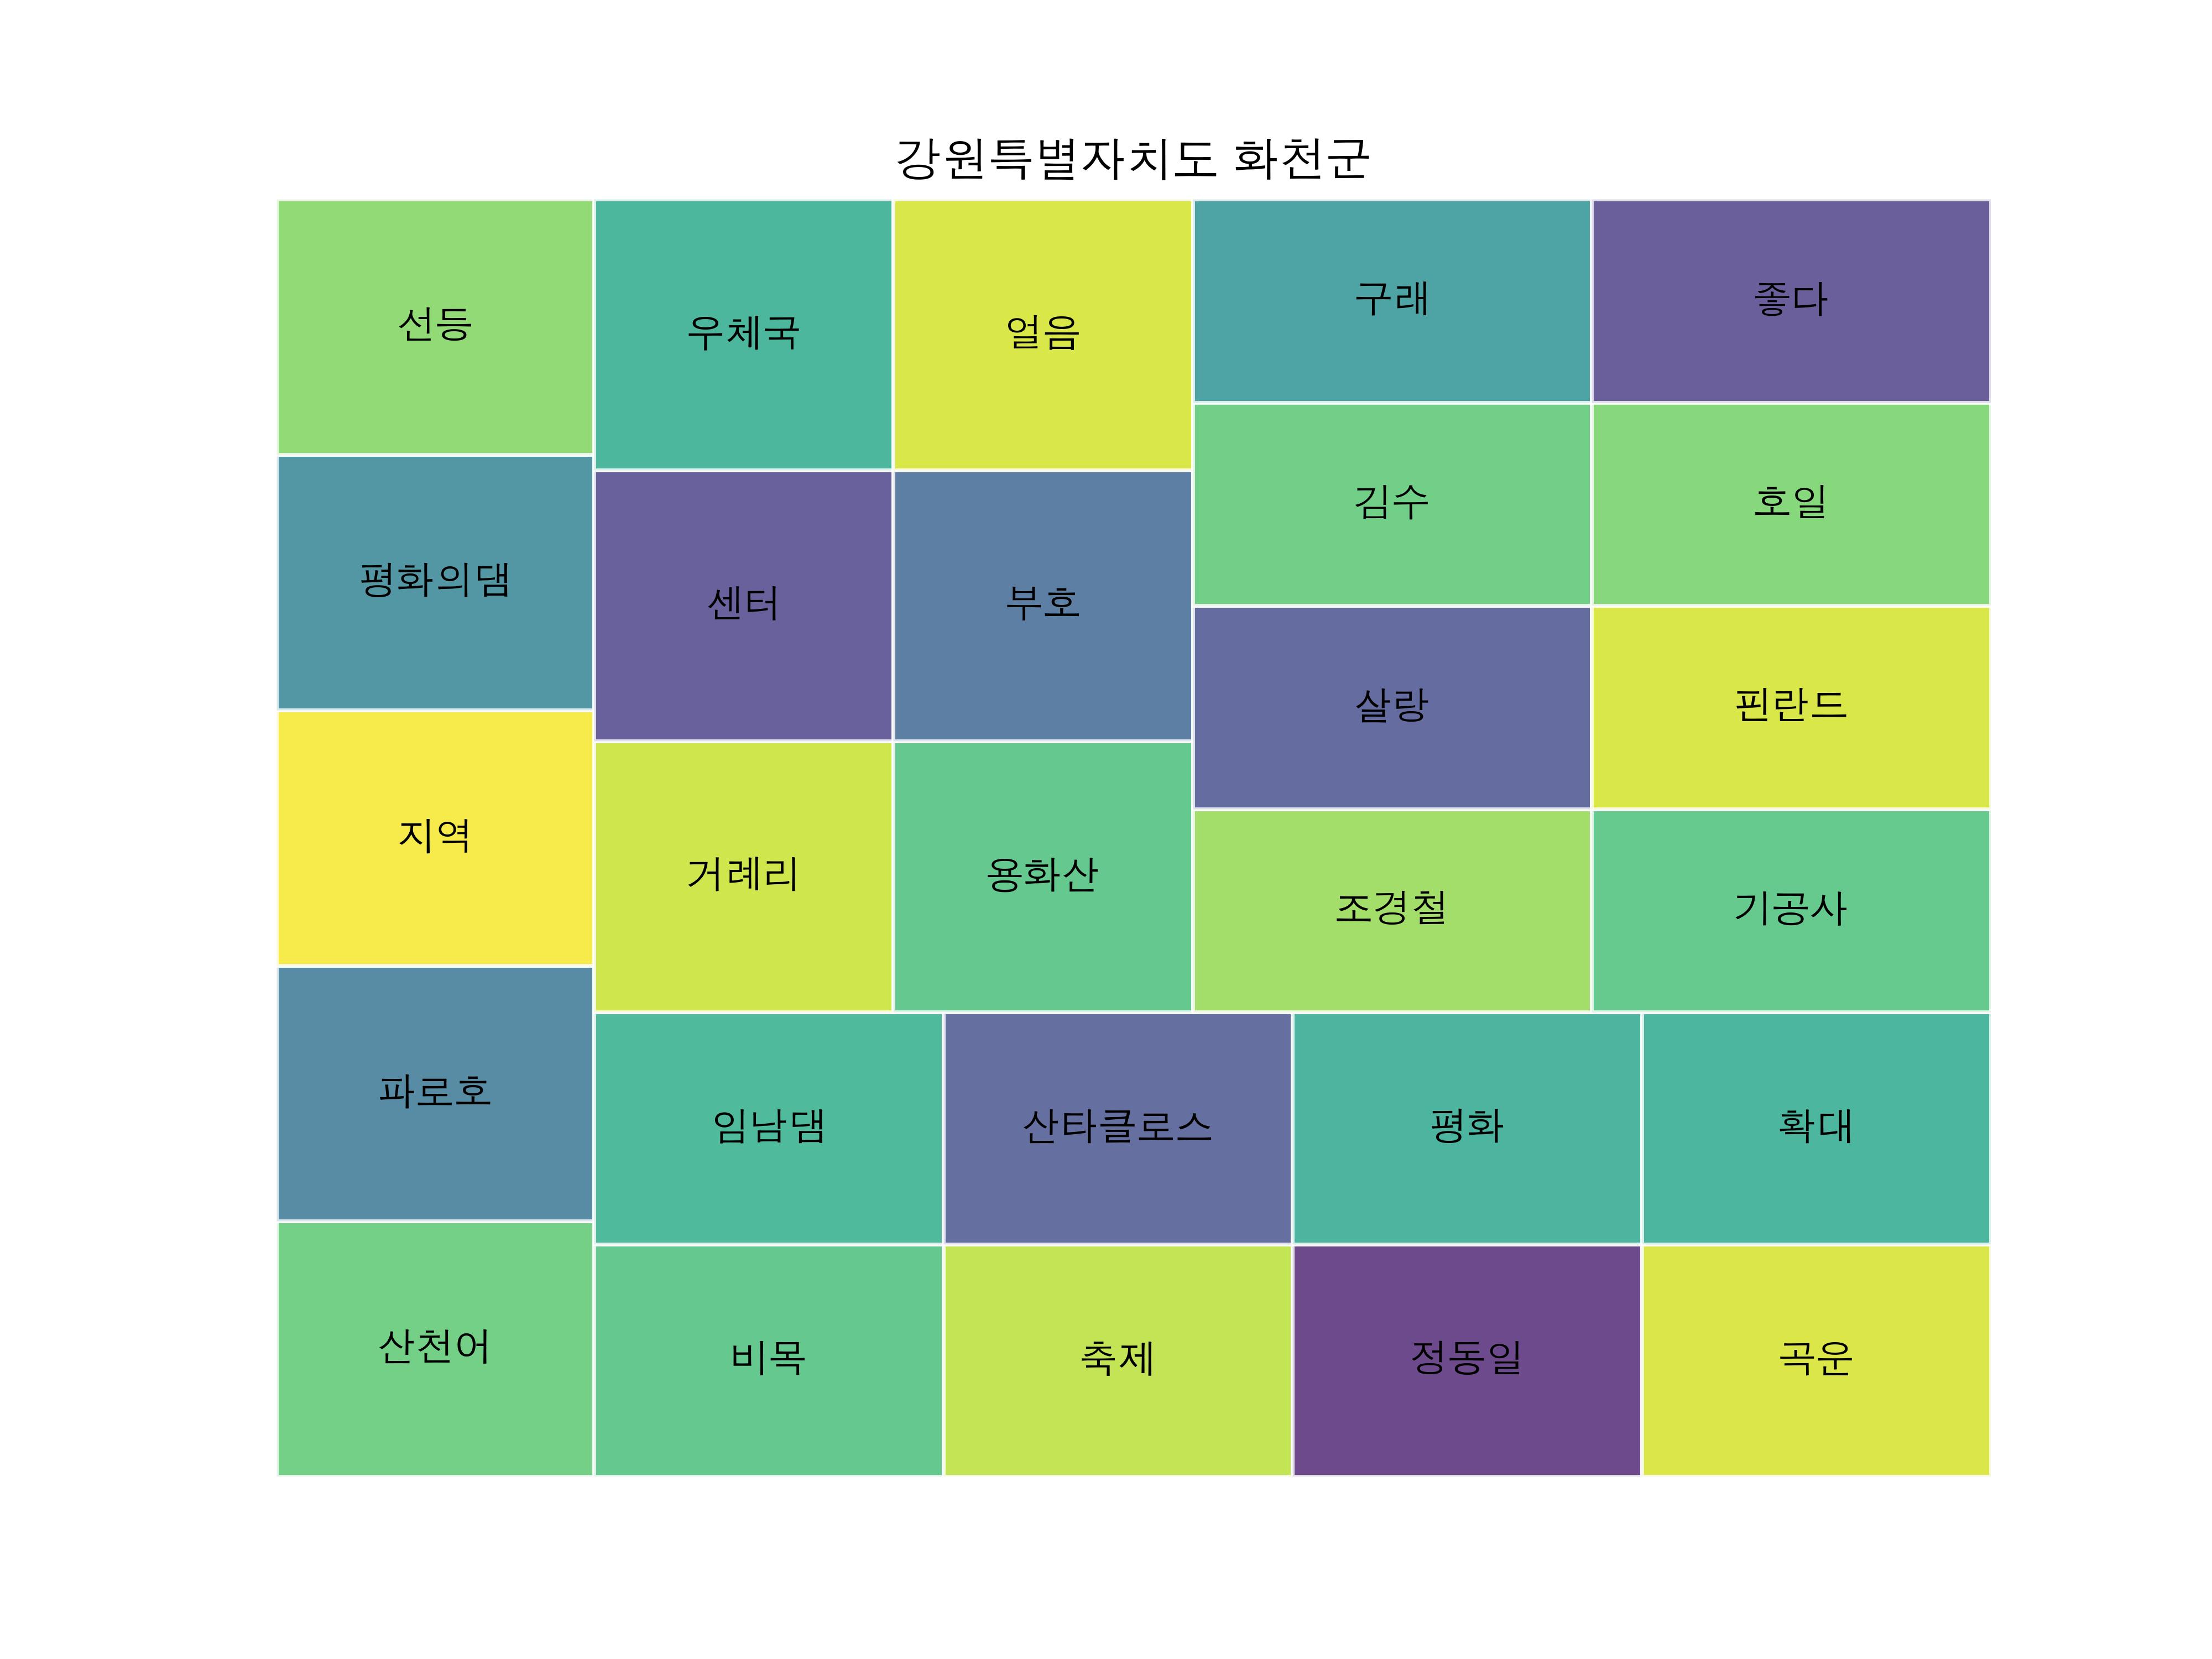 강원특별자치도 화천군
선등
우체국
얼음
구래
좋다
김수
호일
평화의댐
센터
부호
살랑
핀란드
지역
거례리
용화산
조경철
기공사
파로호
임남댐
산타클로스
평화
확대
산천어
비목
축제
정동일
곡운